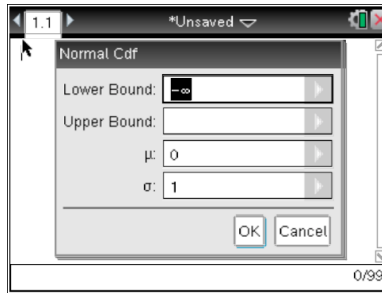 1.1 *Unsaved
Normal Cdf
Lower Bound: -∞
Upper Bound:
μ: 0
σ: 1
OK Cancel
0/99